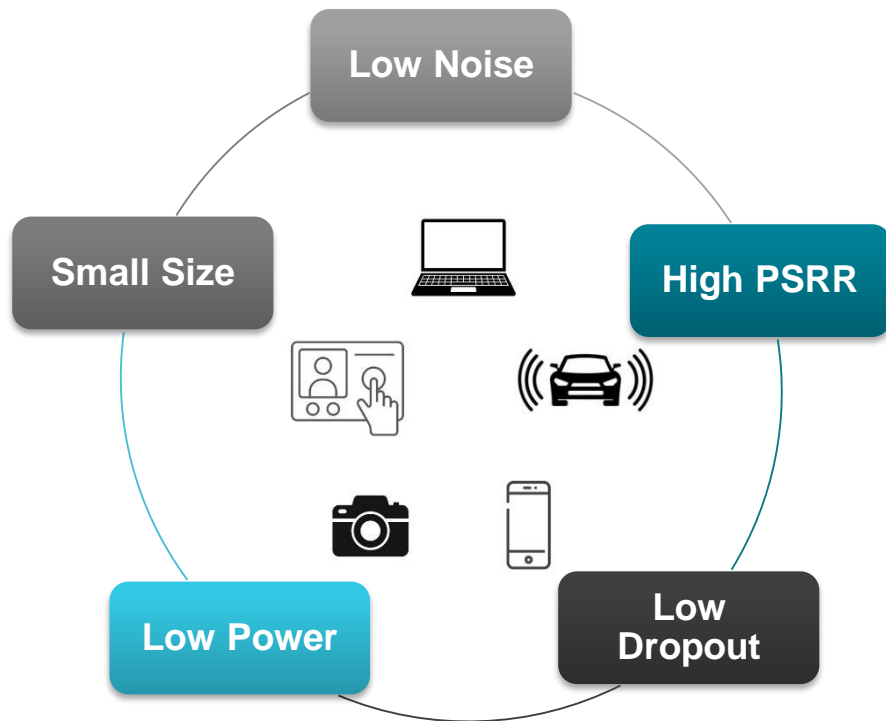 Low Noise
Small Size
High PSRR
Low Power
Low
Dropout